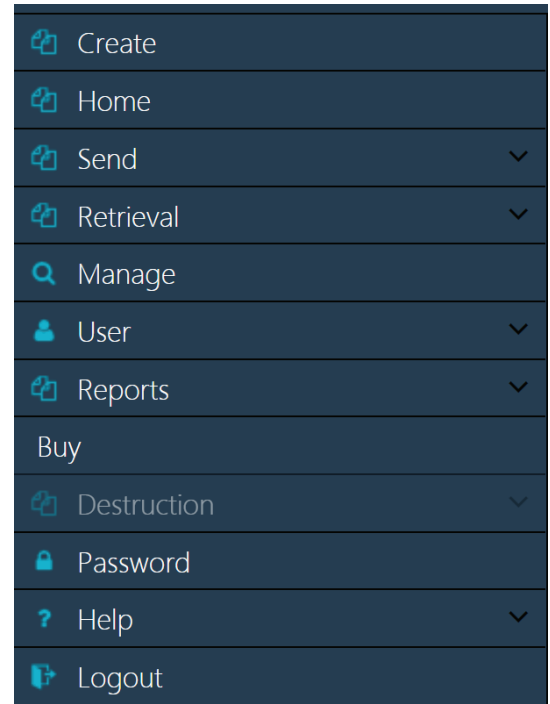 Create
Home
Send
Retrieval
Manage
User
Reports
Buy
Destruction
Password
Help
Logout